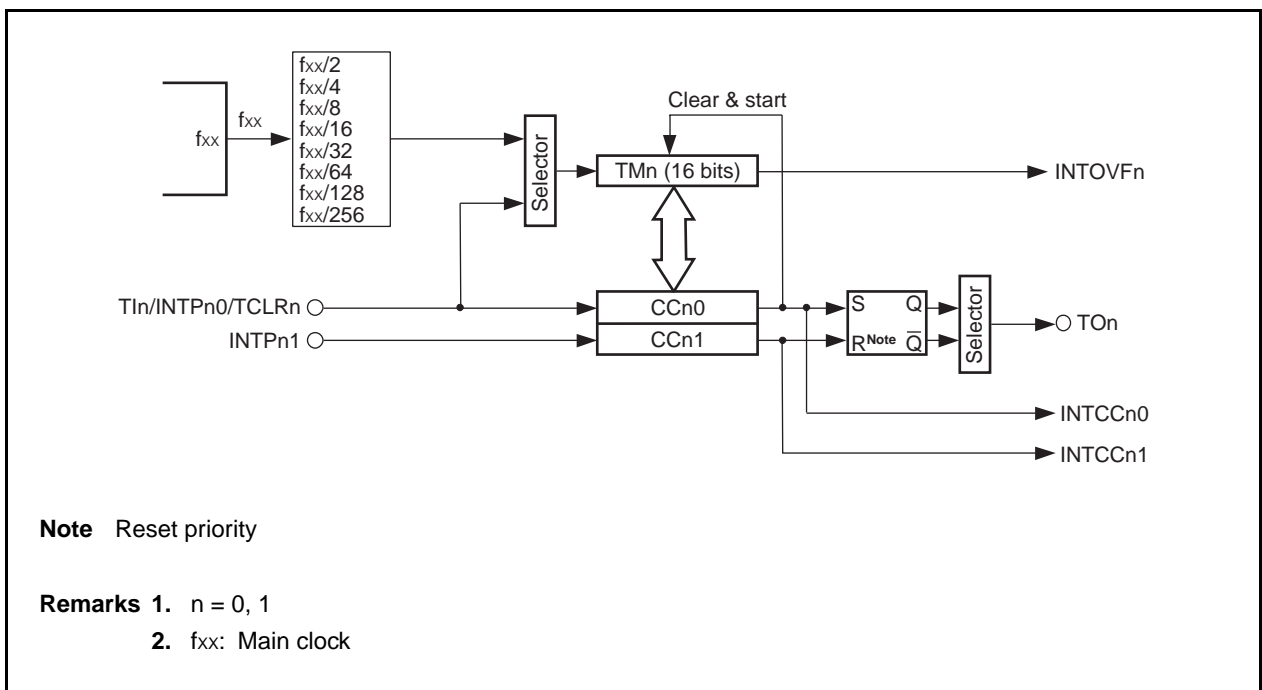 fxx
fxx
fxx/2
fxx/4
fxx/8
fxx/16
fxx/32
fxx/64
fxx/128
fxx/256
Selector
Clear & start
TMn (16 bits)
INTOVFn
TIn/INTPn0/TCLRn
INTPn1
CCn0
CCn1
S Q
RNote Q̅
Selector
TOn
INTCCn0
INTCCn1
Note Reset priority
Remarks 1. n = 0, 1
2. fxx: Main clock